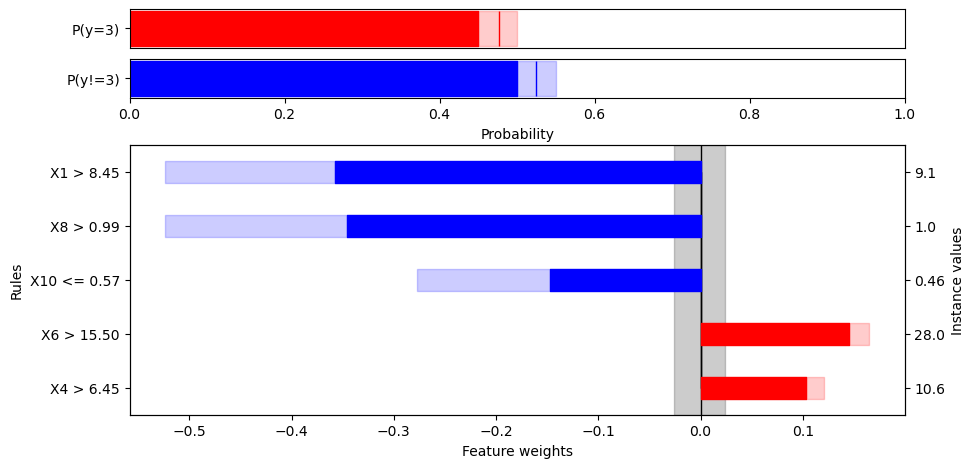 P(y=3)
P(y!=3)
0.0 0.2 0.4 0.6 0.8 1.0
Probability
X1 > 8.45 9.1
X8 > 0.99 1.0
X10 <= 0.57 0.46
X6 > 15.50 28.0
X4 > 6.45 10.6
Rules
Instance values
−0.5 −0.4 −0.3 −0.2 −0.1 0.0 0.1
Feature weights